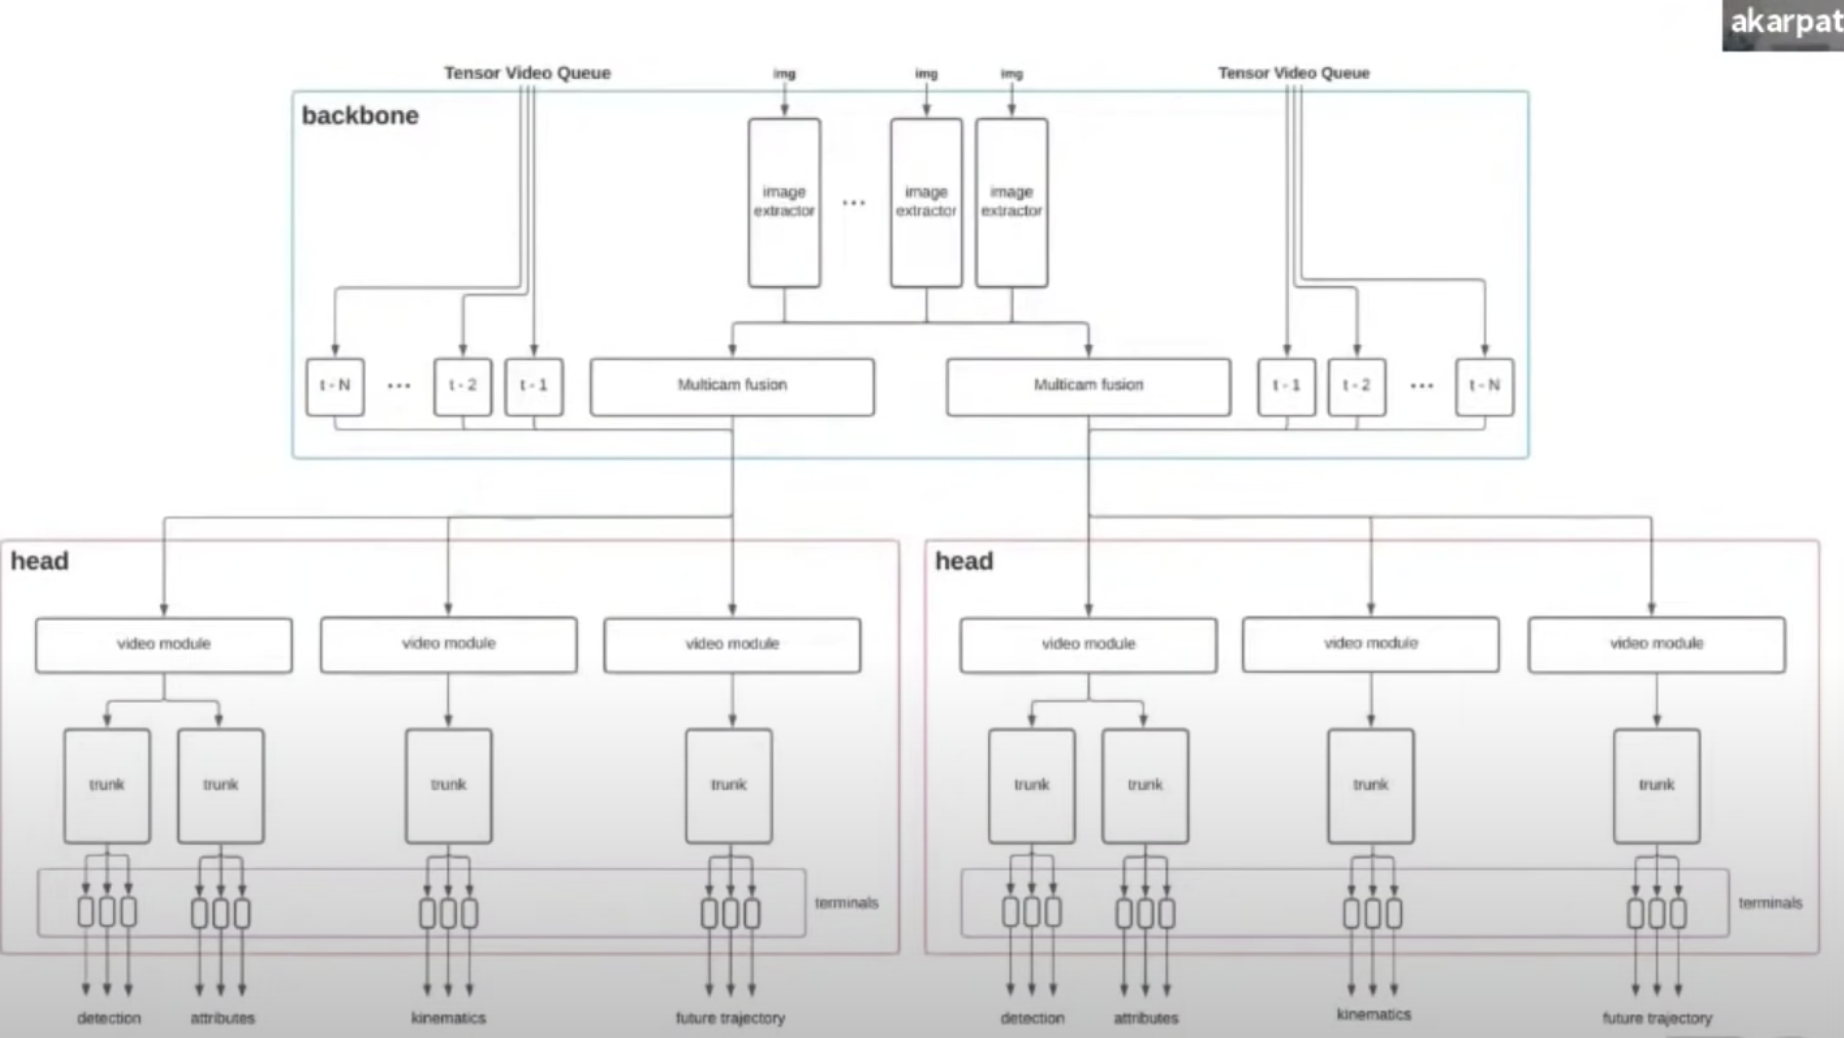 akarpat
Tensor Video Queue
img
img
img
Tensor Video Queue
backbone
image
extractor
...
image
extractor
image
extractor
t - N
...
t - 2
t - 1
Multicam fusion
Multicam fusion
t - 1
t - 2
...
t - N
head
head
video module
video module
video module
video module
video module
video module
trunk
trunk
trunk
trunk
trunk
trunk
trunk
trunk
terminals
terminals
detection
attributes
kinematics
future trajectory
detection
attributes
kinematics
future trajectory